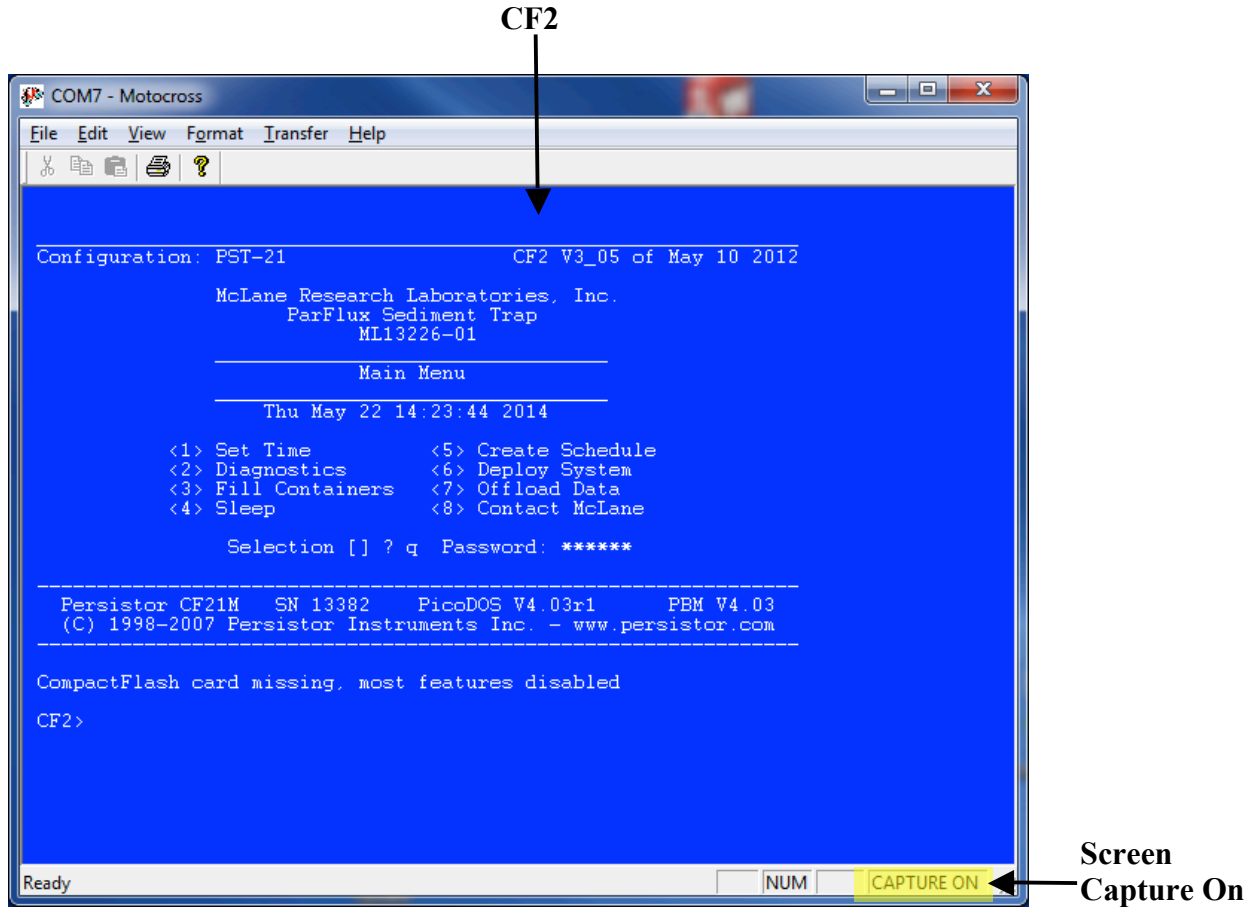 CF2
COM7 - Motocross
File Edit View Format Transfer Help
Configuration: PST-21 CF2 V3_05 of May 10 2012
McLane Research Laboratories, Inc.
ParFlux Sediment Trap
ML13226-01
Main Menu
Thu May 22 14:23:44 2014
<1> Set Time <5> Create Schedule
<2> Diagnostics <6> Deploy System
<3> Fill Containers <7> Offload Data
<4> Sleep <8> Contact McLane
Selection [] ? q Password: ******
Persistor CF21M SN 13382 PicoDOS V4.03r1 PBM V4.03
(C) 1998-2007 Persistor Instruments Inc. - www.persistor.com
CompactFlash card missing, most features disabled
CF2>
Ready NUM CAPTURE ON
Screen
Capture On